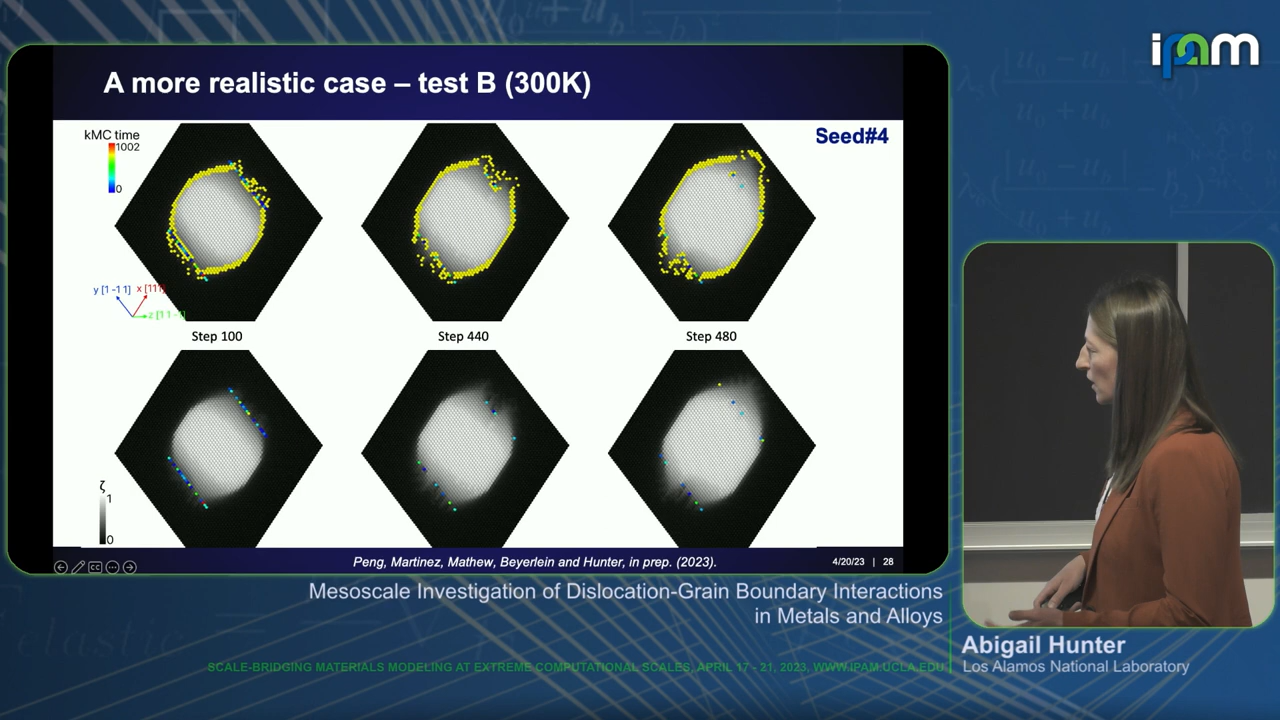 ipam
A more realistic case – test B (300K)
kMC time
1002
0
Seed#4
y [1 -1 1]
x [111]
z [1 1 -1]
Step 100
Step 440
Step 480
ζ
1
0
Peng, Martinez, Mathew, Beyerlein and Hunter, in prep. (2023).
4/20/23 | 28
Mesoscale Investigation of Dislocation-Grain Boundary Interactions
in Metals and Alloys
Abigail Hunter
Los Alamos National Laboratory
SCALE-BRIDGING MATERIALS MODELING AT EXTREME COMPUTATIONAL SCALES, APRIL 17 - 21, 2023, WWW.IPAM.UCLA.EDU
elastic